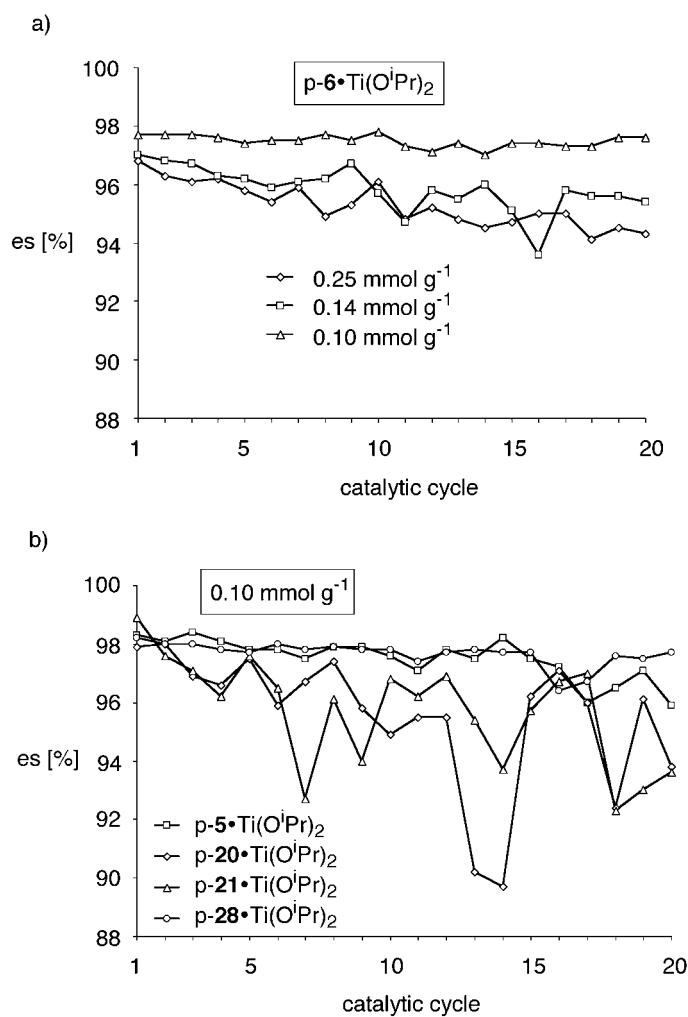 a)
p-6•Ti(OiPr)2
100
98
96
94
92
90
88
es [%]
0.25 mmol g-1
0.14 mmol g-1
0.10 mmol g-1
1 5 10 15 20
catalytic cycle
b)
0.10 mmol g-1
100
98
96
94
92
90
88
es [%]
p-5•Ti(OiPr)2
p-20•Ti(OiPr)2
p-21•Ti(OiPr)2
p-28•Ti(OiPr)2
1 5 10 15 20
catalytic cycle